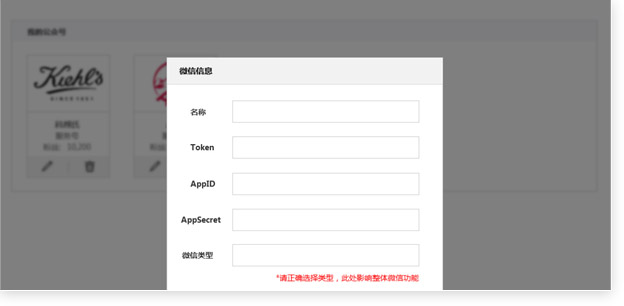 我的公众号
Kiehl's
SINCE 1851
科颜氏
服务号
粉丝: 10,200
微信信息
名称
Token
AppID
AppSecret
微信类型
*请正确选择类型，此处影响整体微信功能